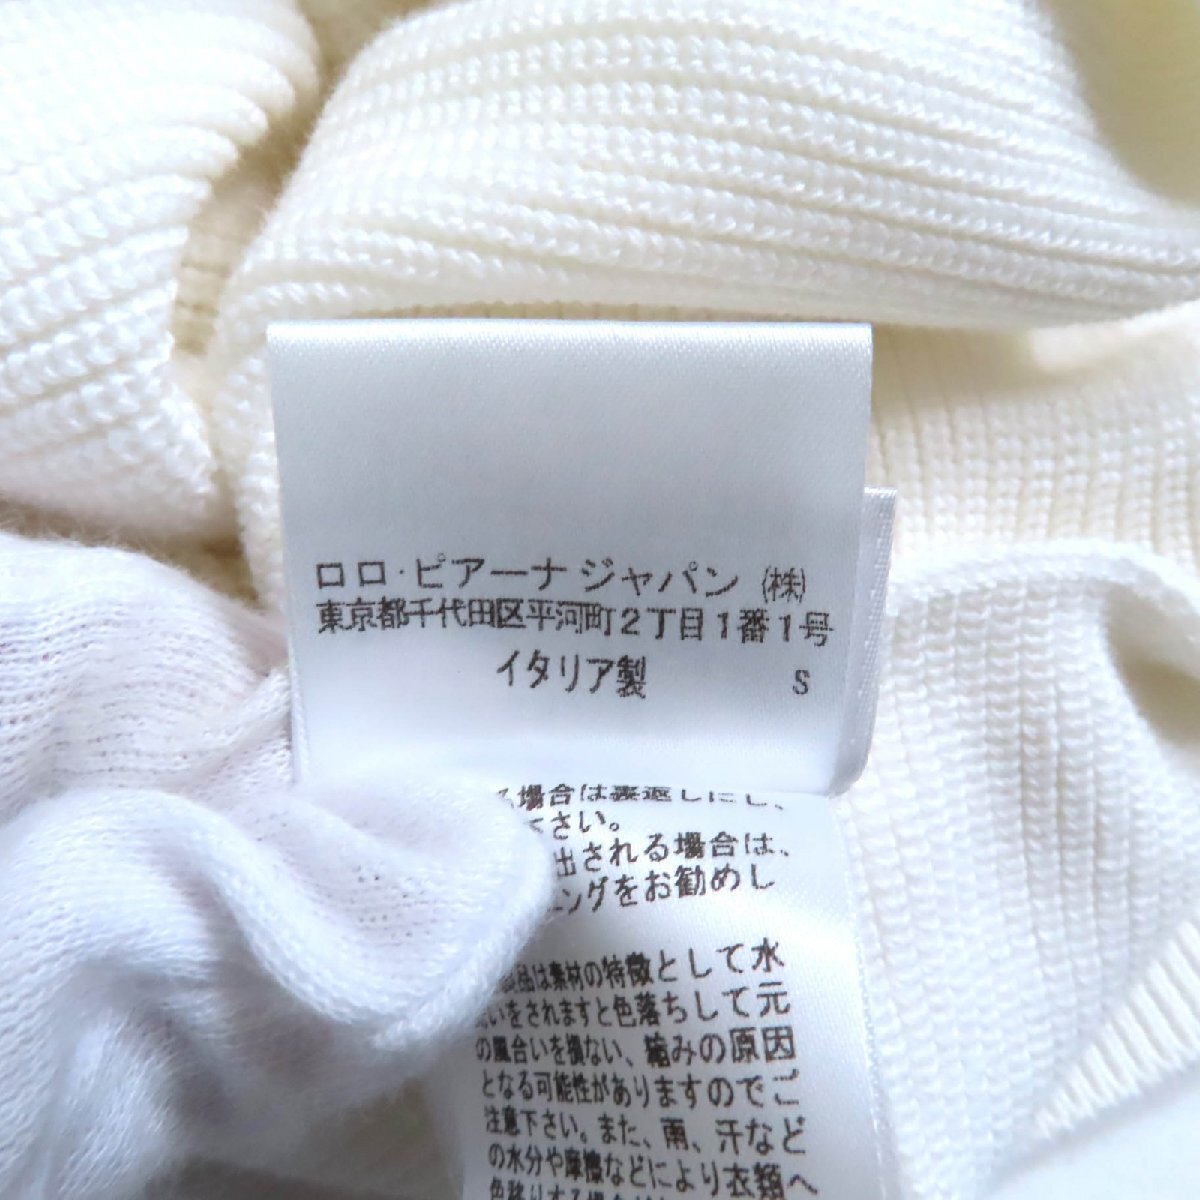 ロロ・ピアーナ ジャパン ㈱
東京都千代田区平河町2丁目1番1号
イタリア製 S
場合は裏返しにし、
さい。
出される場合は、
ングをお勧めし
品は素材の特徴として水
いをされますと色落ちして元
の風合いを損ない、縮みの原因
となる可能性がありますのでご
注意下さい。また、雨、汗など
の水分や摩擦などにより衣類へ